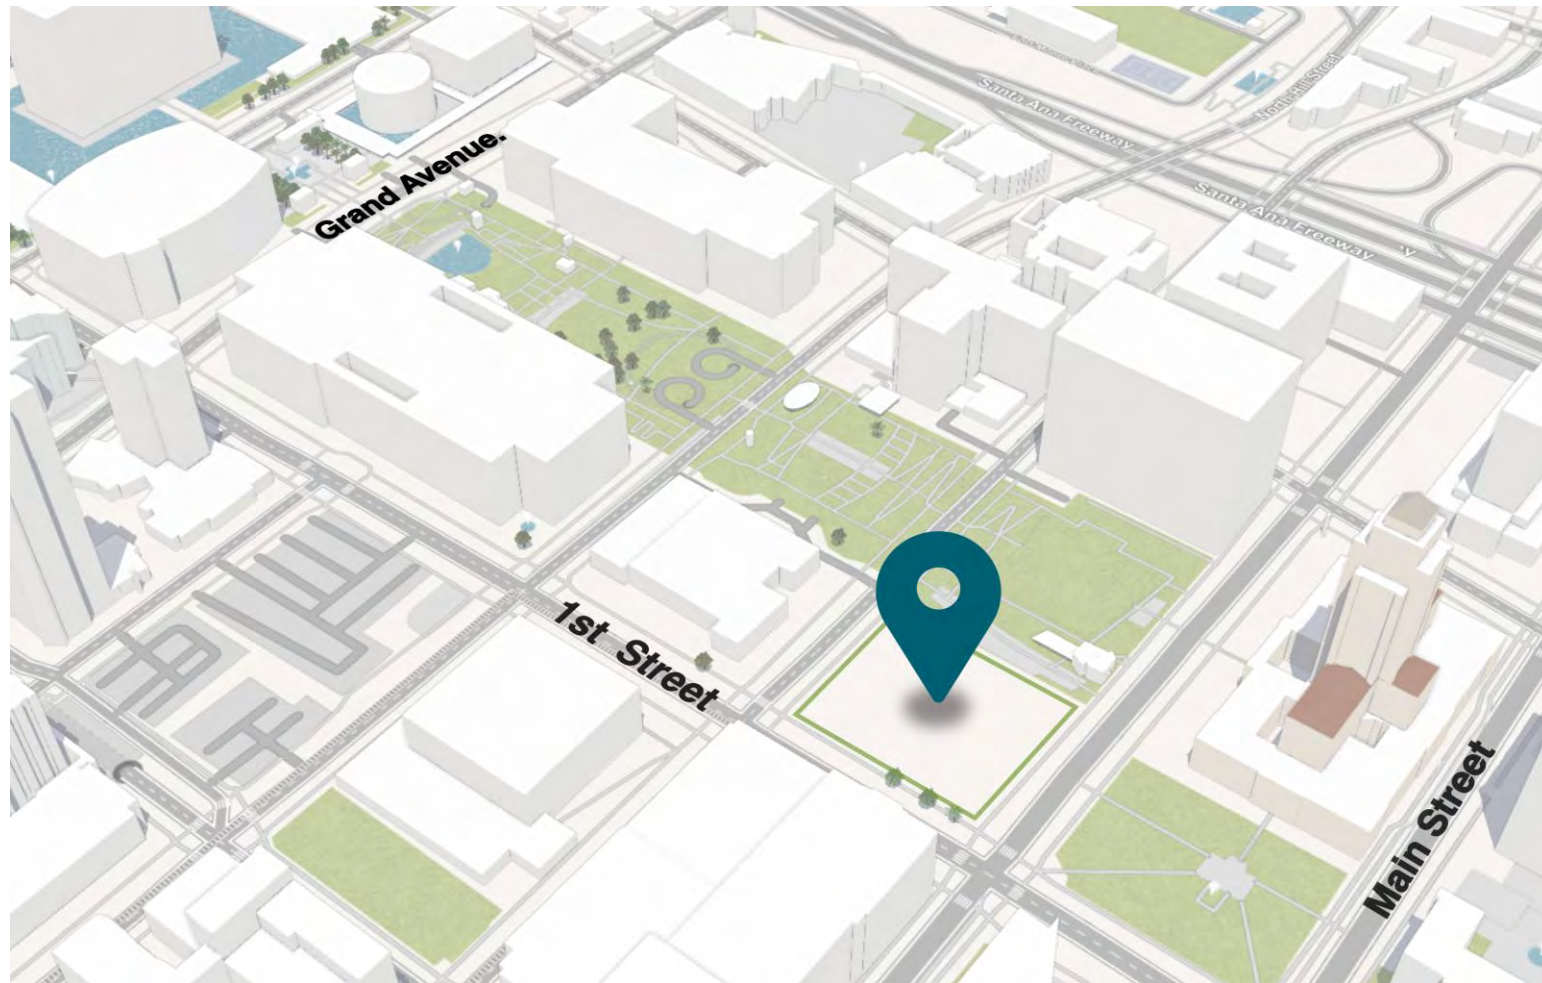 Santa Ana Freeway
North Hill Street
Grand Avenue.
Santa Ana Freeway
1st Street
Main Street